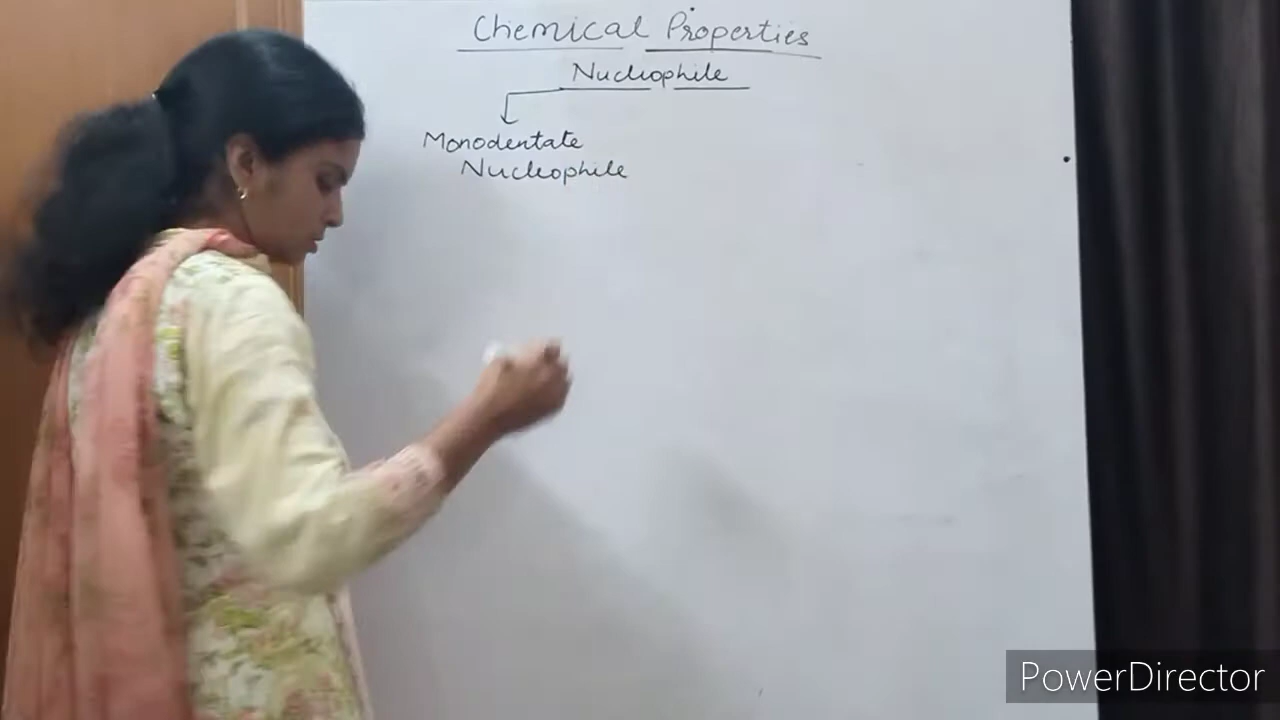 Chemical Properties
Nucleophile
Monodentate
Nucleophile
PowerDirector